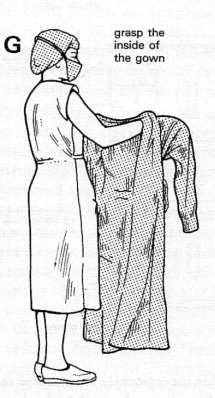 G
grasp the
inside of
the gown